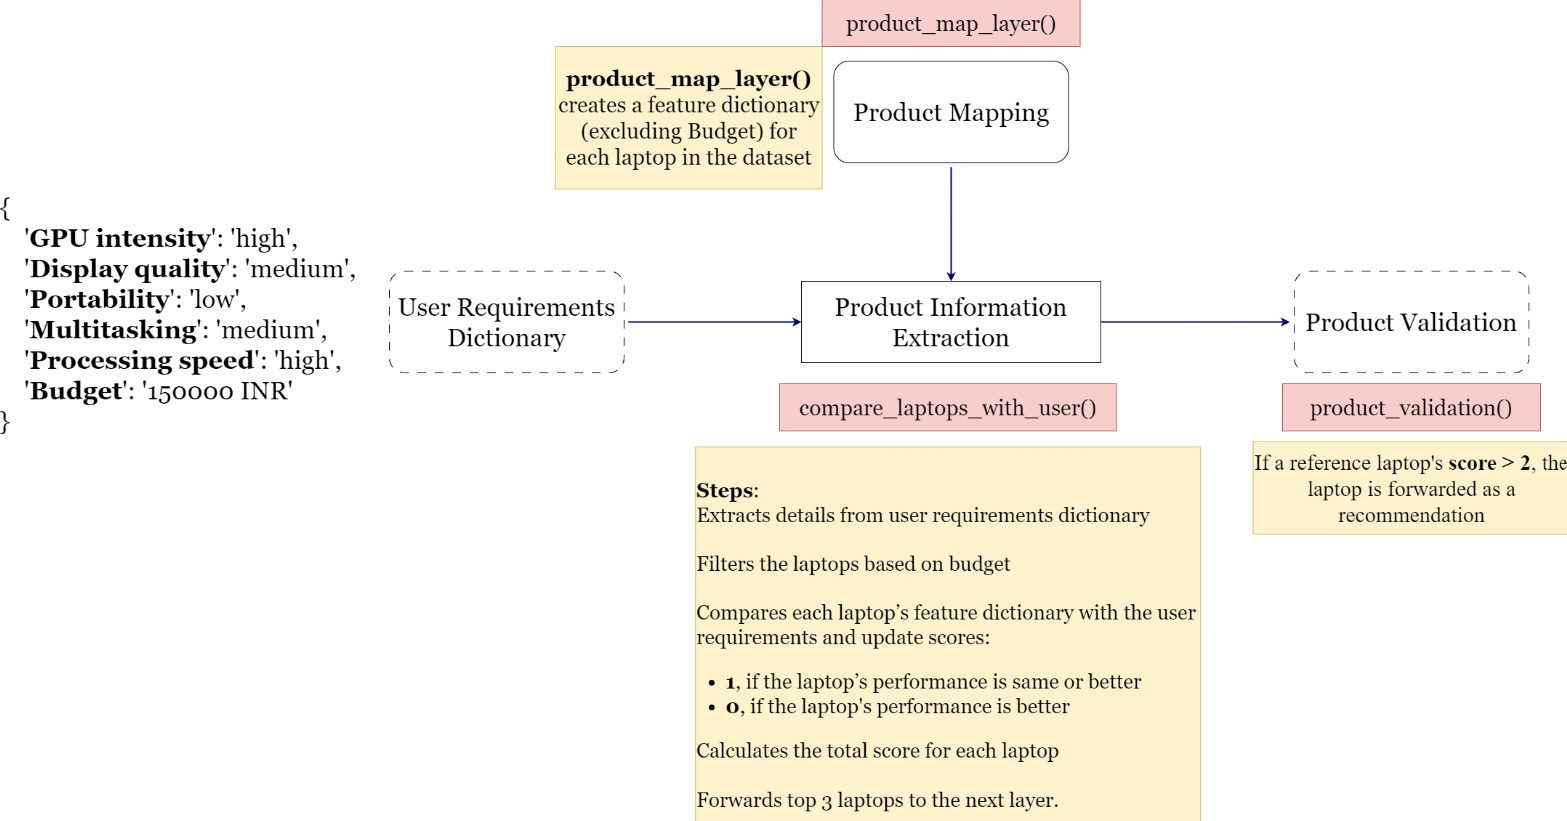 product_map_layer()
product_map_layer()
creates a feature dictionary
(excluding Budget) for
each laptop in the dataset
Product Mapping
{
'GPU intensity': 'high',
'Display quality': 'medium',
'Portability': 'low',
'Multitasking': 'medium',
'Processing speed': 'high',
'Budget': '150000 INR'
}
User Requirements
Dictionary
Product Information
Extraction
Product Validation
compare_laptops_with_user()
product_validation()
If a reference laptop's score > 2, the
laptop is forwarded as a
recommendation
Steps:
Extracts details from user requirements dictionary
Filters the laptops based on budget
Compares each laptop’s feature dictionary with the user
requirements and update scores:
• 1, if the laptop’s performance is same or better
• 0, if the laptop's performance is better
Calculates the total score for each laptop
Forwards top 3 laptops to the next layer.